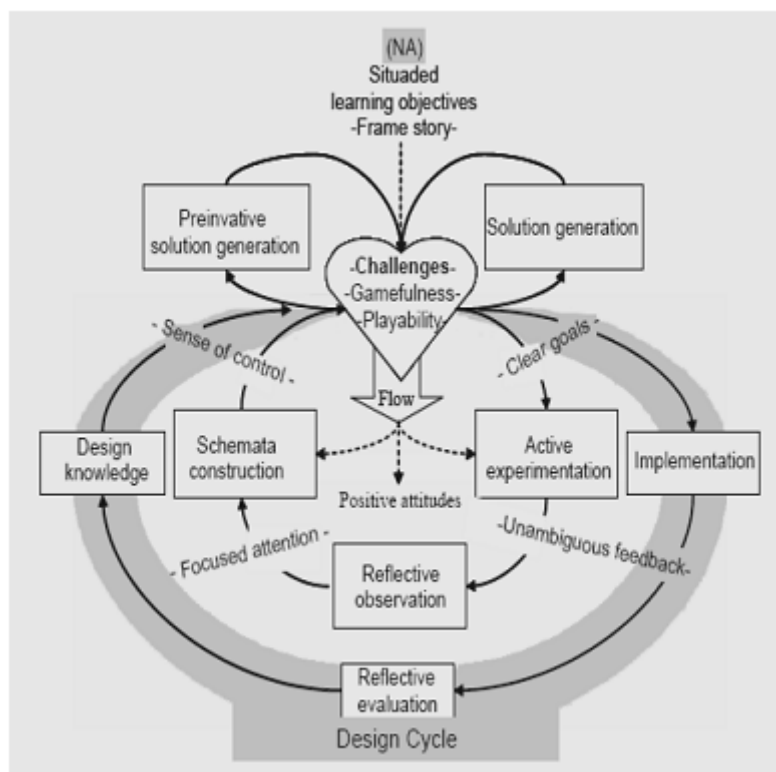 (NA)
Situaded
learning objectives
-Frame story-
Preinvative
solution generation
Solution generation
-Challenges-
-Gamefulness-
-Playability-
- Sense of control -
- Clear goals -
Flow
Design
knowledge
Schemata
construction
Active
experimentation
Implementation
Positive attitudes
- Focused attention -
-Unambiguous feedback-
Reflective
observation
Reflective
evaluation
Design Cycle